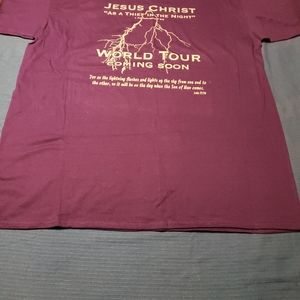 JESUS CHRIST
"AS A THIEF IN THE NIGHT"
WORLD TOUR
COMING SOON
For as the lightning flashes and lights up the sky from one end to
the other, so it will be on the day when the Son of Man comes.